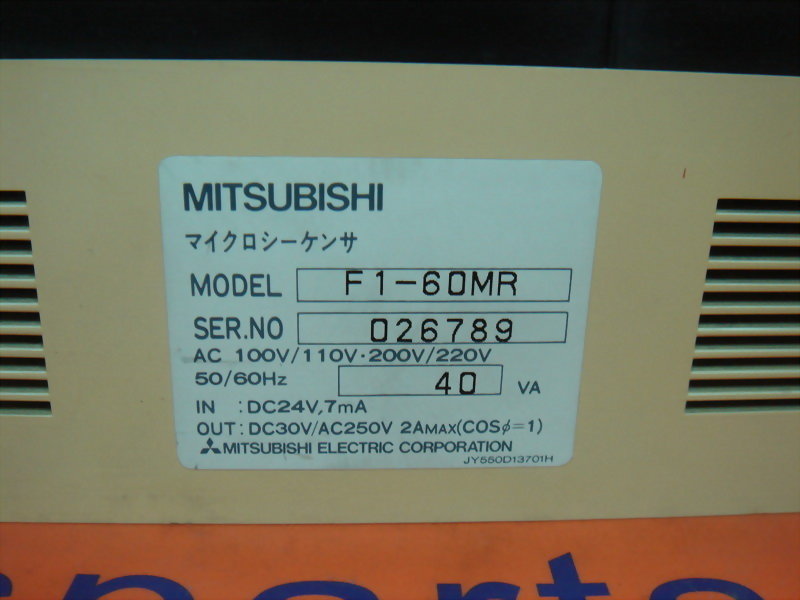 MITSUBISHI
マイクロシーケンサ
MODEL F1-60MR
SER.NO 026789
AC 100V/110V·200V/220V
50/60Hz 40 VA
IN : DC24V, 7mA
OUT : DC30V/AC250V 2AMAX(COSφ=1)
MITSUBISHI ELECTRIC CORPORATION
JY550D13701H